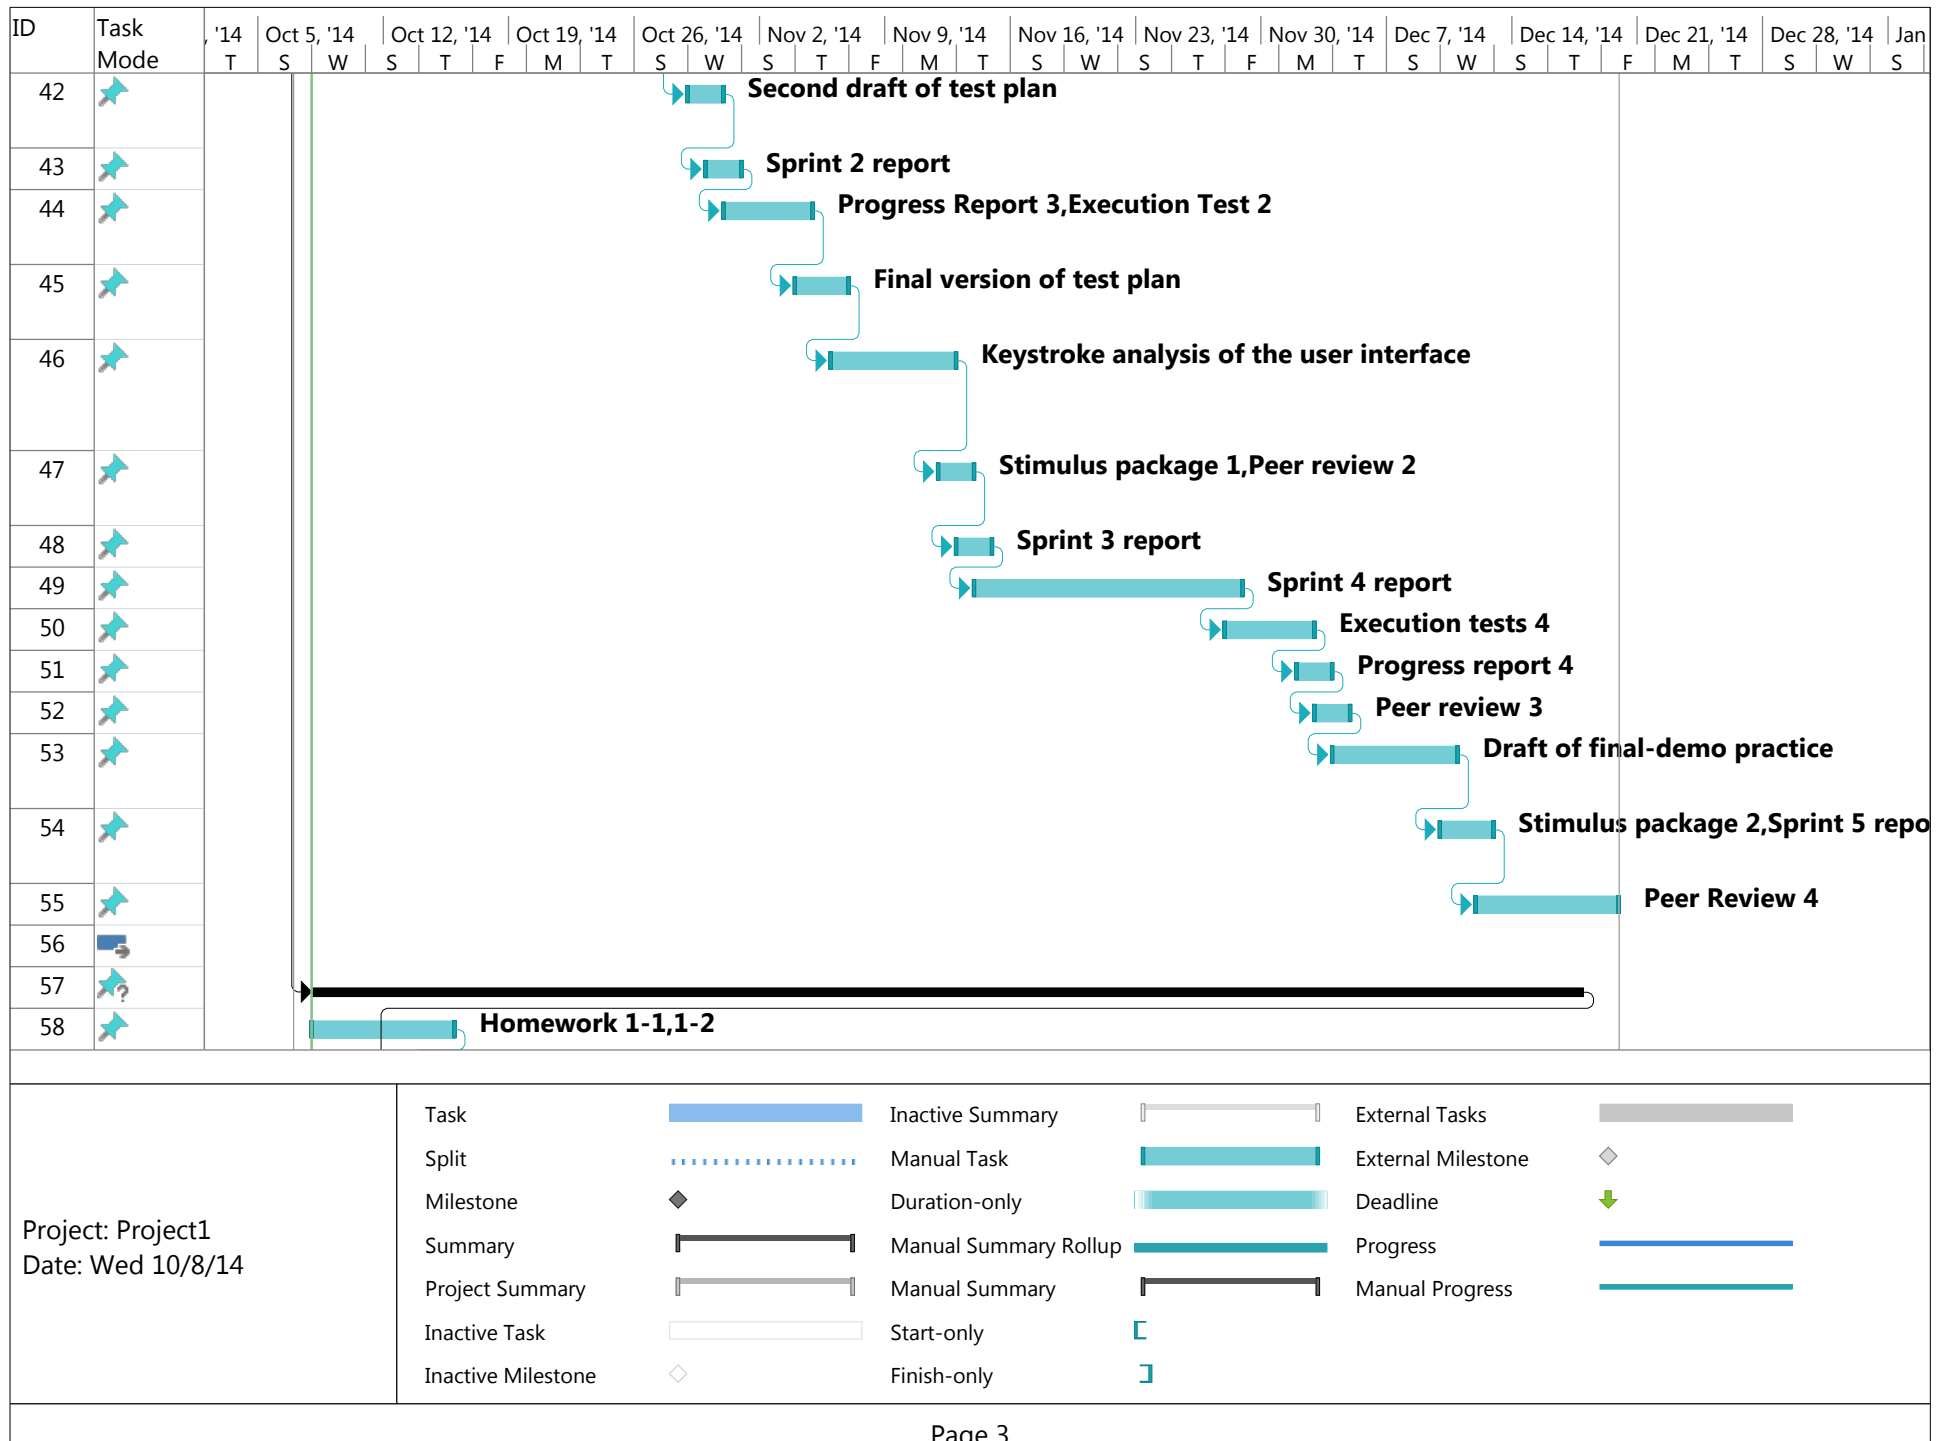 ID Task Mode , '14 Oct 5, '14 Oct 12, '14 Oct 19, '14 Oct 26, '14 Nov 2, '14 Nov 9, '14 Nov 16, '14 Nov 23, '14 Nov 30, '14 Dec 7, '14 Dec 14, '14 Dec 21, '14 Dec 28, '14 Jan
T S W S T F M T S W S T F M T S W S T F M T S W S T F M T S W S
42 Second draft of test plan
43 Sprint 2 report
44 Progress Report 3,Execution Test 2
45 Final version of test plan
46 Keystroke analysis of the user interface
47 Stimulus package 1,Peer review 2
48 Sprint 3 report
49 Sprint 4 report
50 Execution tests 4
51 Progress report 4
52 Peer review 3
53 Draft of final-demo practice
54 Stimulus package 2,Sprint 5 repo
55 Peer Review 4
56
57 ?
58 Homework 1-1,1-2
Project: Project1
Date: Wed 10/8/14
Task Inactive Summary External Tasks
Split Manual Task External Milestone
Milestone Duration-only Deadline
Summary Manual Summary Rollup Progress
Project Summary Manual Summary Manual Progress
Inactive Task Start-only
Inactive Milestone Finish-only
Page 3